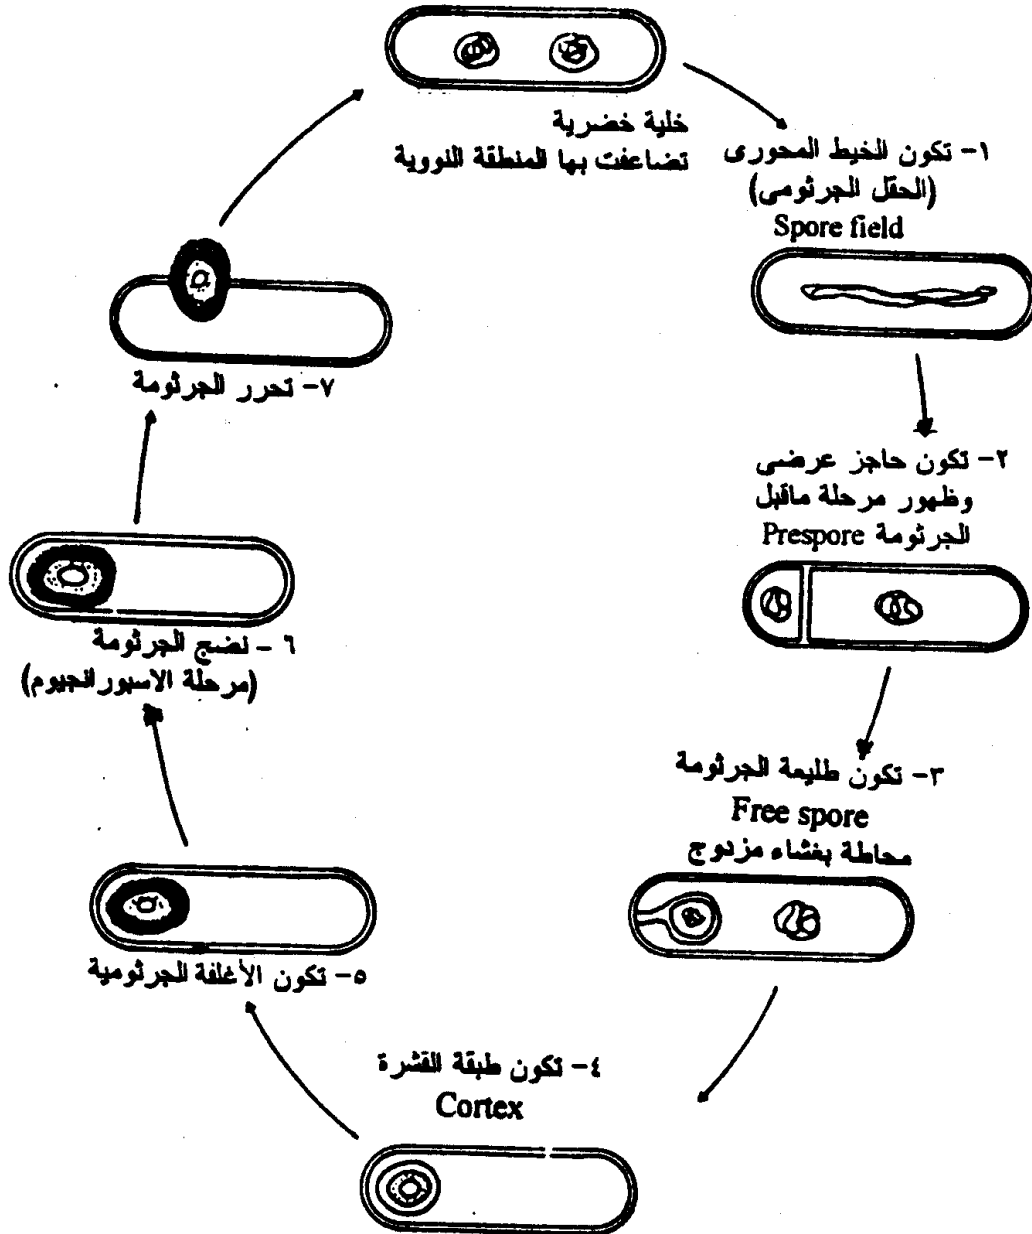 خلية خضرية
تضاعفت بها المنطقة النووية
١- تكون الخيط المحورى
(الحقل الجرثومى)
Spore field
٢- تكون حاجز عرضى
وظهور مرحلة ماقبل
الجرثومة Prespore
٣- تكون طليعة الجرثومة
Free spore
محاطة بغشاء مزدوج
٤- تكون طبقة القشرة
Cortex
٥- تكون الأغلفة الجرثومية
٦ - نضج الجرثومة
(مرحلة الاسبورانجيوم)
٧- تحرر الجرثومة